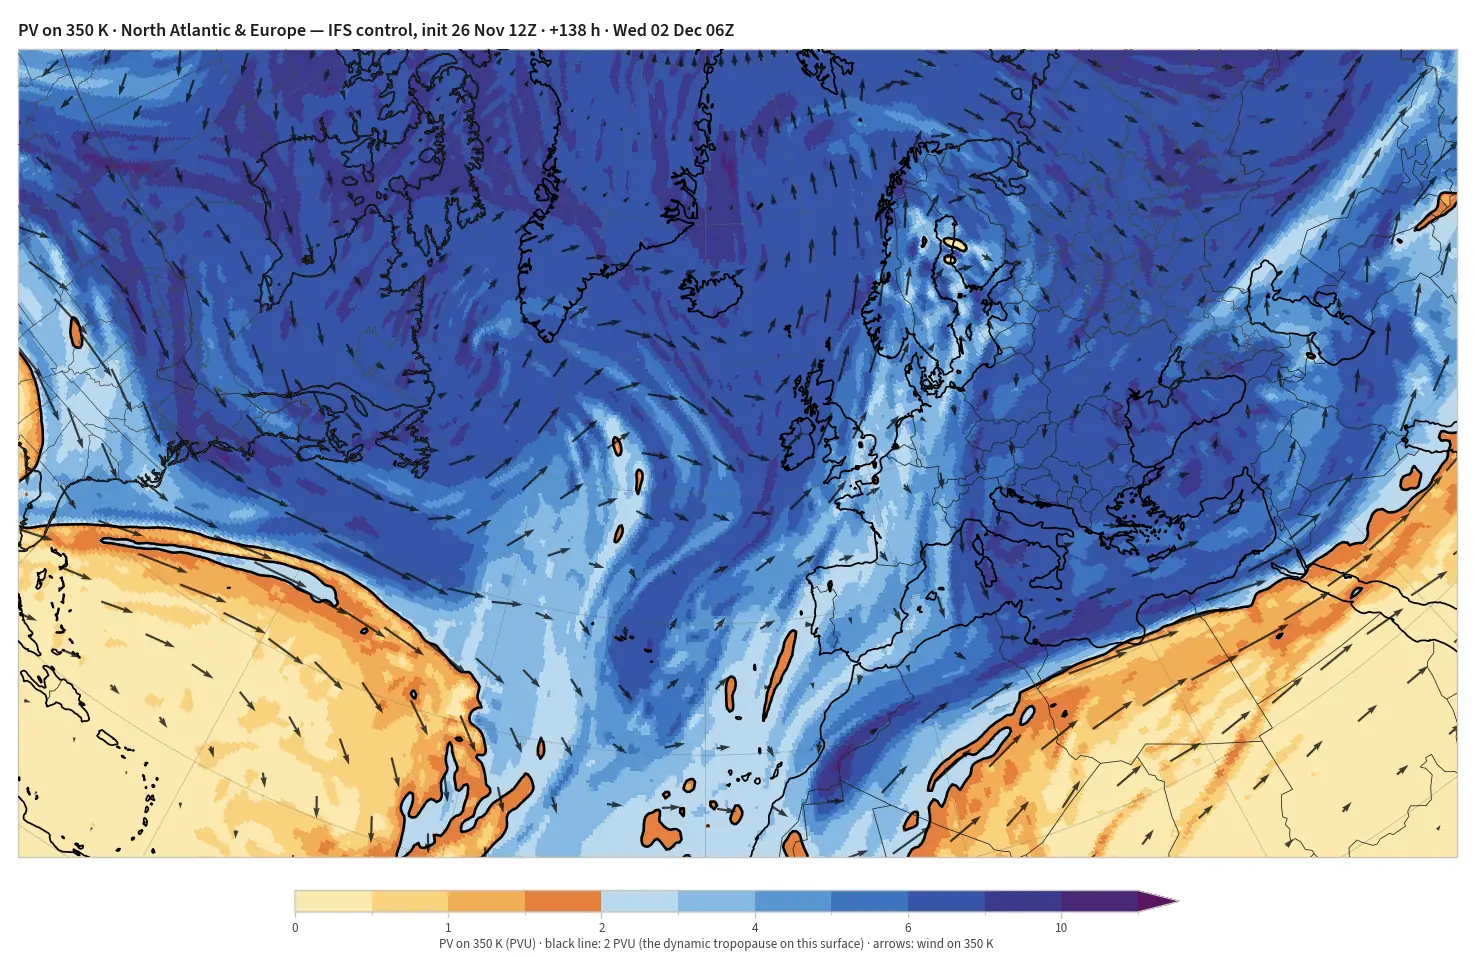 PV on 350 K · North Atlantic & Europe — IFS control, init 26 Nov 12Z · +138 h · Wed 02 Dec 06Z
0 1 2 4 6 10
PV on 350 K (PVU) · black line: 2 PVU (the dynamic tropopause on this surface) · arrows: wind on 350 K